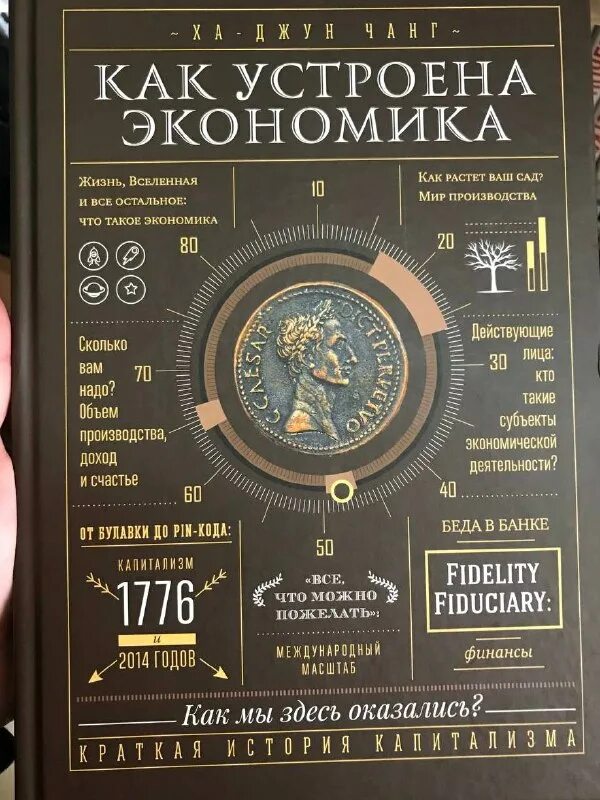 ~ ХА-ДЖУН ЧАНГ ~
КАК УСТРОЕНА
ЭКОНОМИКА
Жизнь, Вселенная
и все остальное:
что такое экономика
Как растет ваш сад?
Мир производства
10
80
20
Сколько
вам
надо?
Объем
производства,
доход
и счастье
70
CAESAR DICT PERPETVO
30
Действующие
лица:
кто
такие
субъекты
экономической
деятельности?
60
40
50
ОТ БУЛАВКИ ДО PIN-КОДА:
КАПИТАЛИЗМ
1776
и
2014 ГОДОВ
«ВСЕ,
ЧТО МОЖНО
ПОЖЕЛАТЬ»:
МЕЖДУНАРОДНЫЙ
МАСШТАБ
БЕДА В БАНКЕ
FIDELITY
FIDUCIARY:
финансы
Как мы здесь оказались?
КРАТКАЯ ИСТОРИЯ КАПИТАЛИЗМА